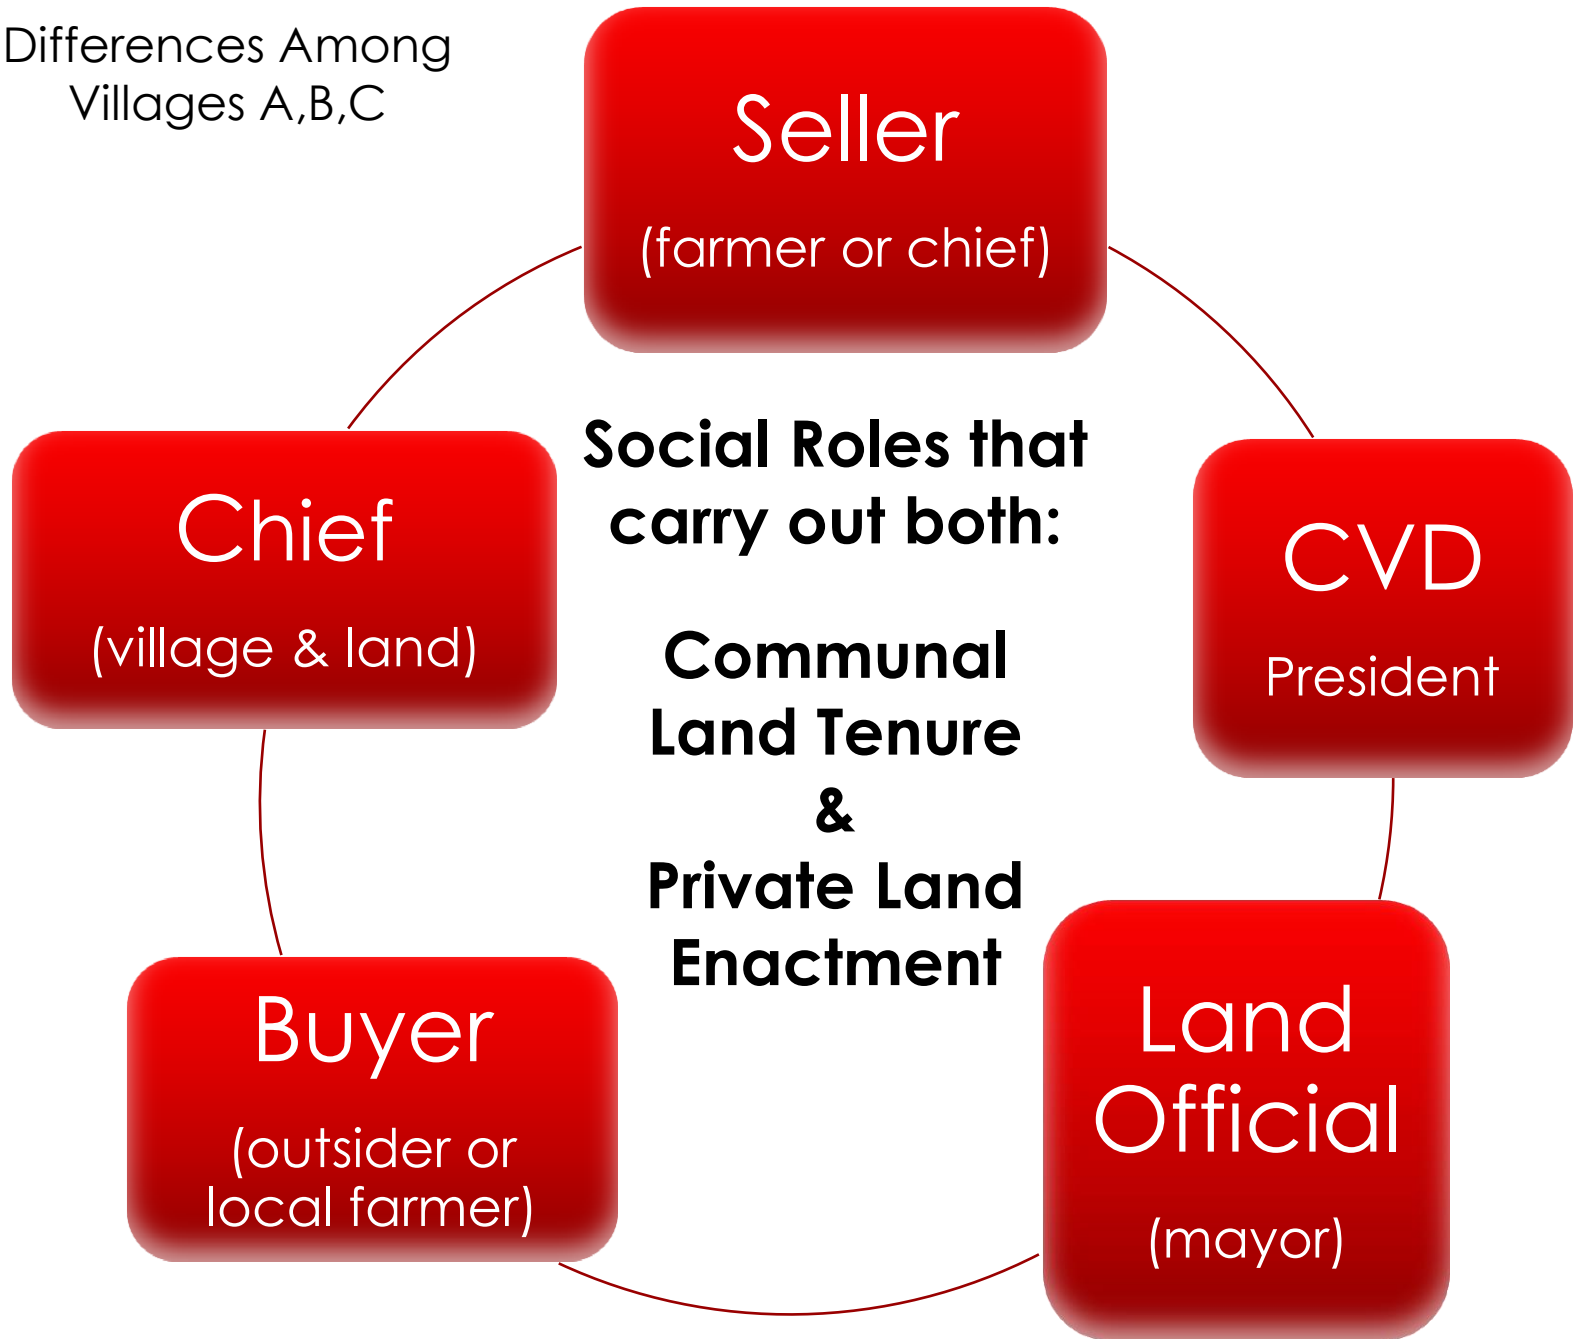 Differences Among
Villages A,B,C
Seller
(farmer or chief)
Social Roles that
carry out both:
Communal
Land Tenure
&
Private Land
Enactment
Chief
(village & land)
CVD
President
Buyer
(outsider or
local farmer)
Land
Official
(mayor)